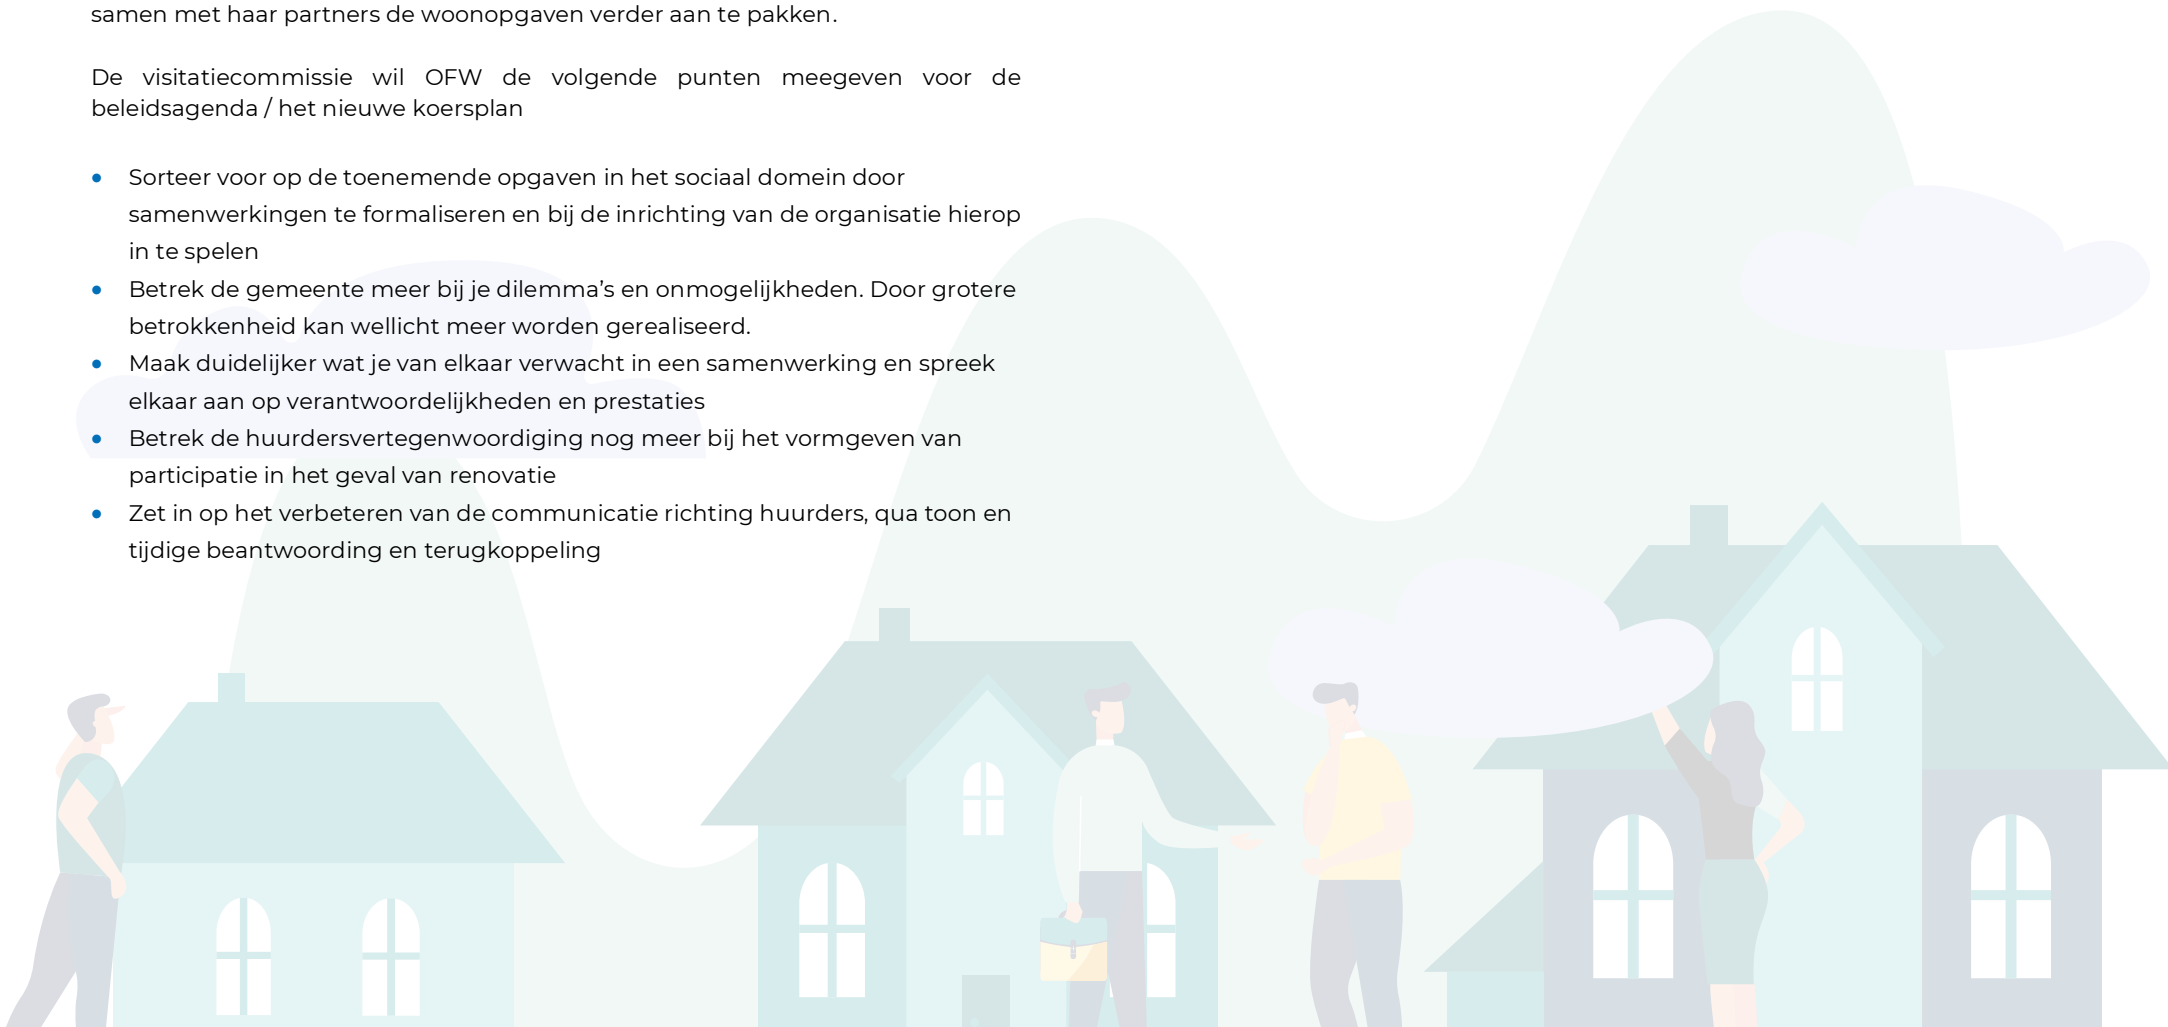 samen met haar partners de woonopgaven verder aan te pakken.
De visitatiecommissie wil OFW de volgende punten meegeven voor de
beleidsagenda / het nieuwe koersplan
• Sorteer voor op de toenemende opgaven in het sociaal domein door
samenwerkingen te formaliseren en bij de inrichting van de organisatie hierop
in te spelen
• Betrek de gemeente meer bij je dilemma’s en onmogelijkheden. Door grotere
betrokkenheid kan wellicht meer worden gerealiseerd.
• Maak duidelijker wat je van elkaar verwacht in een samenwerking en spreek
elkaar aan op verantwoordelijkheden en prestaties
• Betrek de huurdersvertegenwoordiging nog meer bij het vormgeven van
participatie in het geval van renovatie
• Zet in op het verbeteren van de communicatie richting huurders, qua toon en
tijdige beantwoording en terugkoppeling